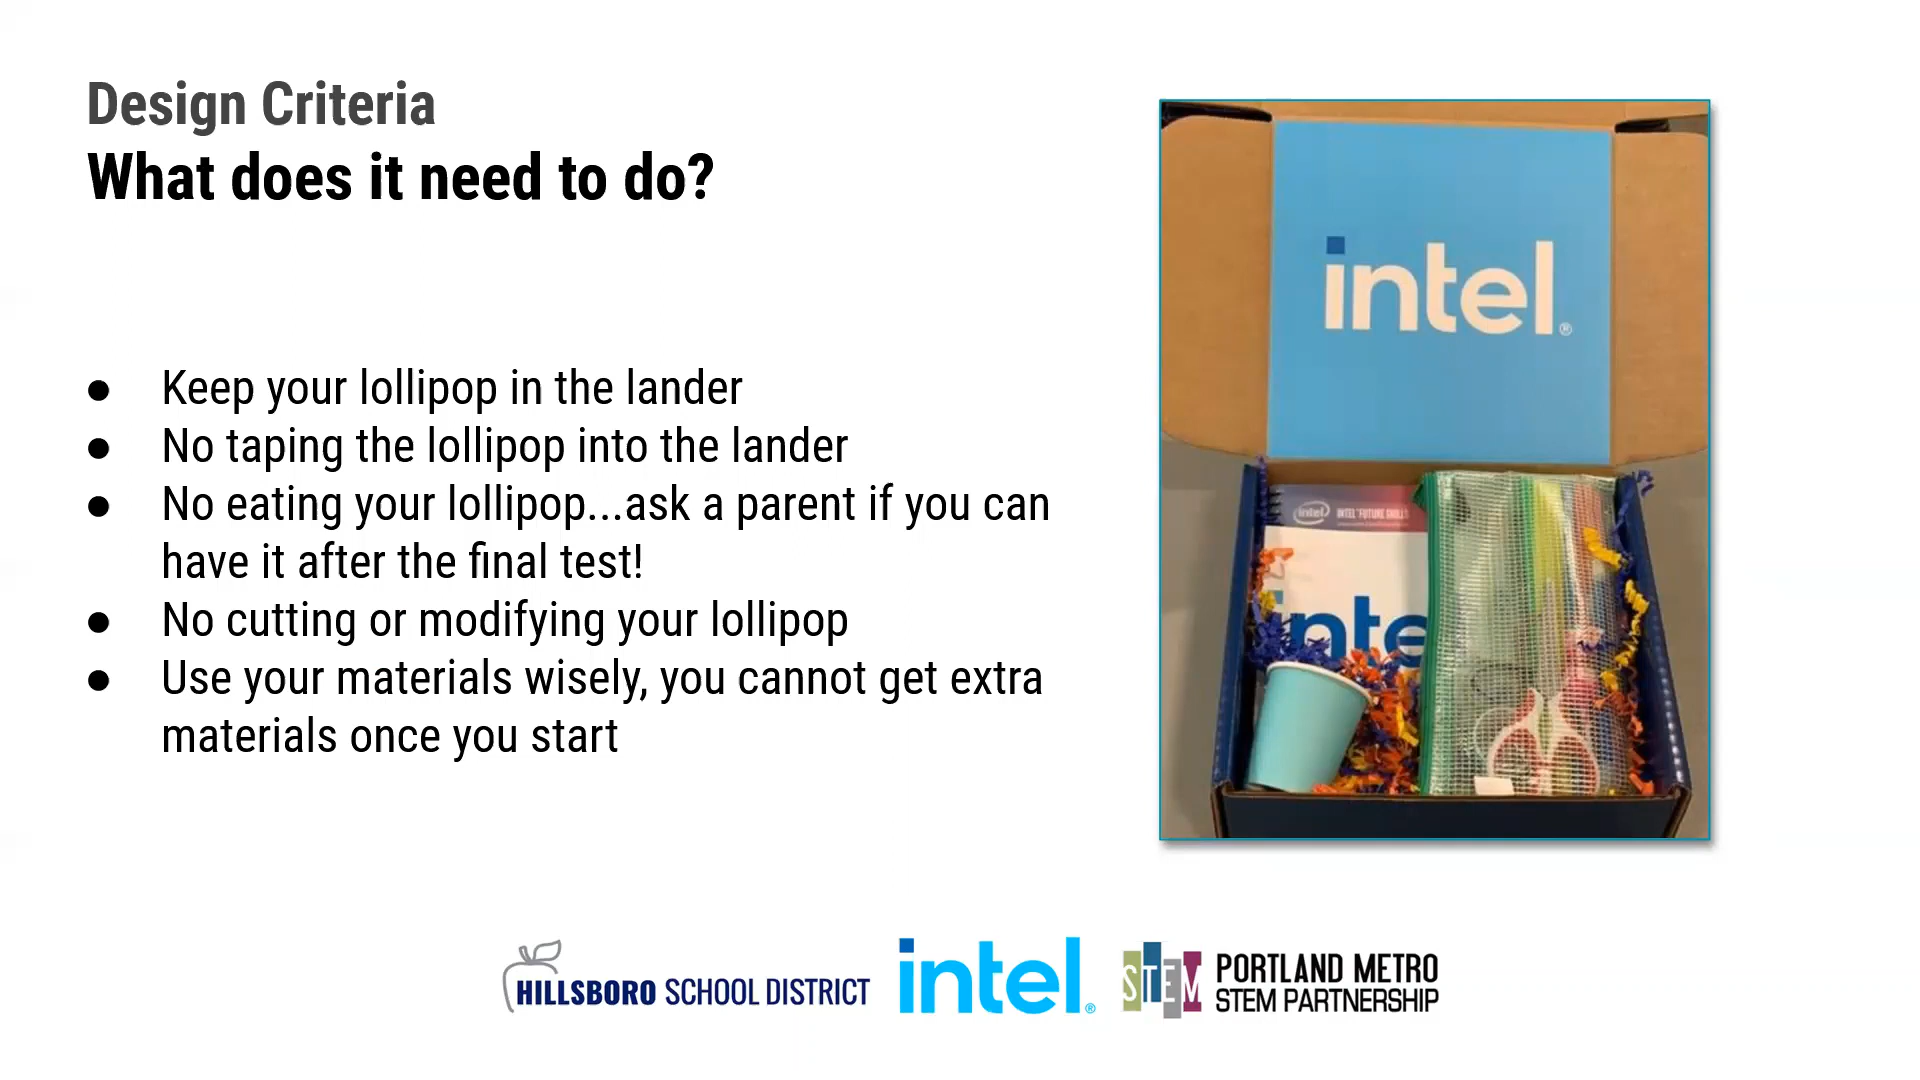 Design Criteria
What does it need to do?
● Keep your lollipop in the lander
● No taping the lollipop into the lander
● No eating your lollipop...ask a parent if you can
have it after the final test!
● No cutting or modifying your lollipop
● Use your materials wisely, you cannot get extra
materials once you start
intel®
intel
inte
HILLSBORO SCHOOL DISTRICT
intel®
STEM
PORTLAND METRO
STEM PARTNERSHIP